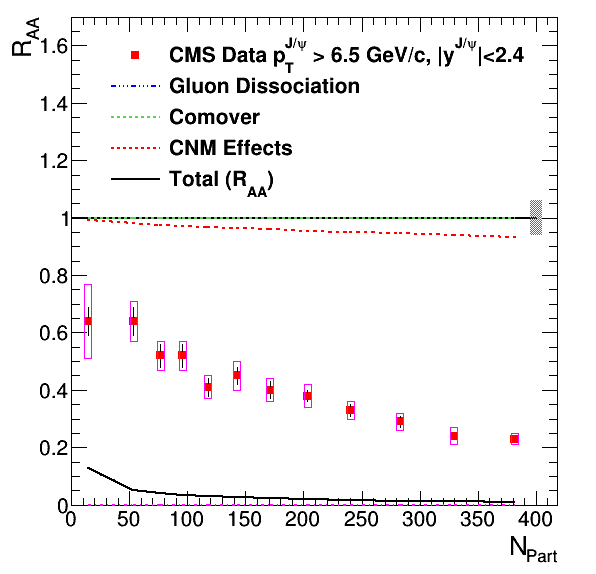 R_AA
CMS Data p_T^J/ψ > 6.5 GeV/c, |y^J/ψ|<2.4
Gluon Dissociation
Comover
CNM Effects
Total (R_AA)
1.6
1.4
1.2
1
0.8
0.6
0.4
0.2
0
0 50 100 150 200 250 300 350 400
N_Part